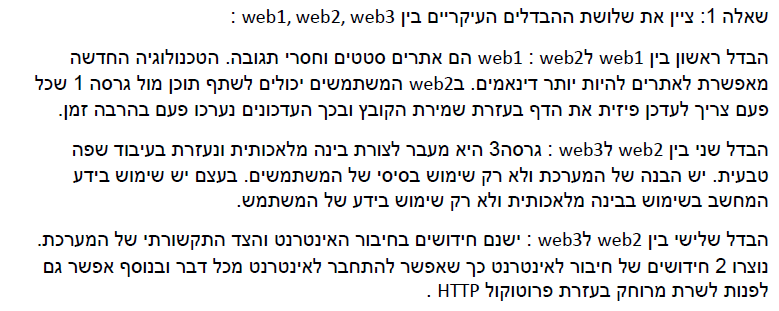 שאלה 1: ציין את שלושת ההבדלים העיקריים בין web1, web2, web3 :
הבדל ראשון בין web1 לweb2 : web1 הם אתרים סטטים וחסרי תגובה. הטכנולוגיה החדשה
מאפשרת לאתרים להיות יותר דינאמים. בweb2 המשתמשים יכולים לשתף תוכן מול גרסה 1 שכל
פעם צריך לעדכן פיזית את הדף בעזרת שמירת הקובץ ובכך העדכונים נערכו פעם בהרבה זמן.
הבדל שני בין web2 לweb3 : גרסה3 היא מעבר לצורת בינה מלאכותית ונעזרת בעיבוד שפה
טבעית. יש הבנה של המערכת ולא רק שימוש בסיסי של המשתמשים. בעצם יש שימוש בידע
המחשב בשימוש בבינה מלאכותית ולא רק שימוש בידע של המשתמש.
הבדל שלישי בין web2 לweb3 : ישנם חידושים בחיבור האינטרנט והצד התקשורתי של המערכת.
נוצרו 2 חידושים של חיבור לאינטרנט כך שאפשר להתחבר לאינטרנט מכל דבר ובנוסף אפשר גם
לפנות לשרת מרוחק בעזרת פרוטוקול HTTP .